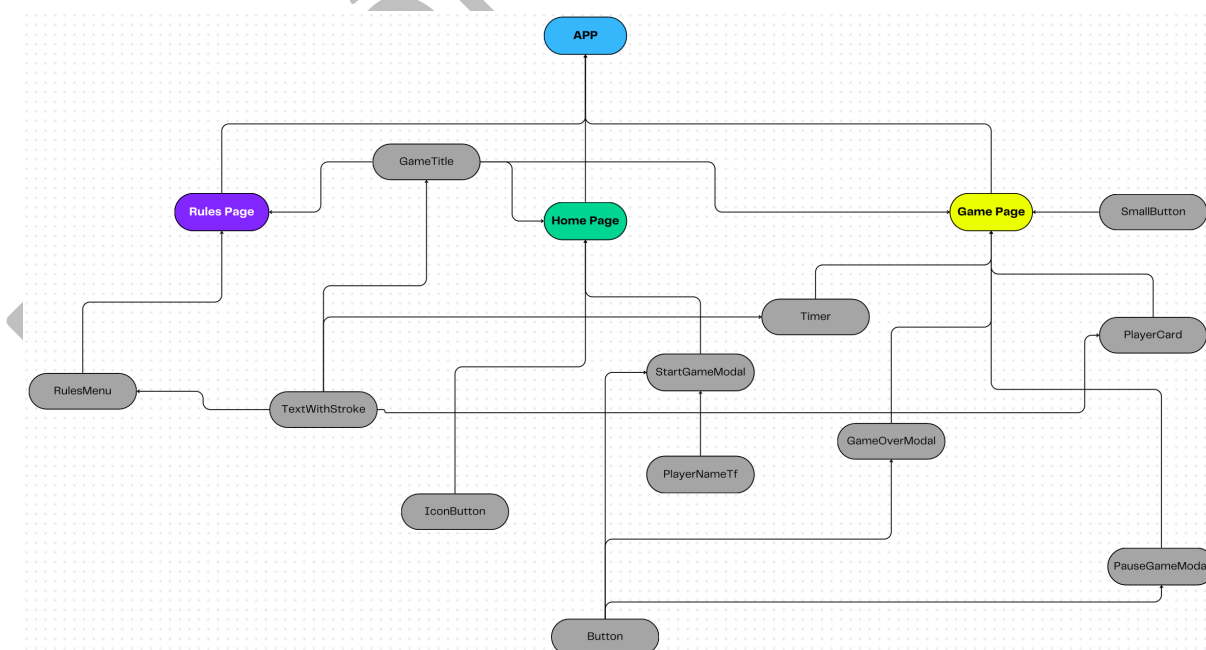 APP
GameTitle
Rules Page
Home Page
Game Page
SmallButton
Timer
PlayerCard
StartGameModal
RulesMenu
TextWithStroke
GameOverModal
PlayerNameTf
IconButton
PauseGameModa
Button